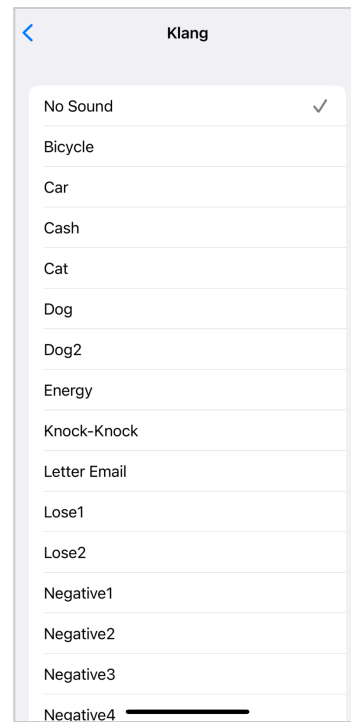 Klang
No Sound
Bicycle
Car
Cash
Cat
Dog
Dog2
Energy
Knock-Knock
Letter Email
Lose1
Lose2
Negative1
Negative2
Negative3
Negative4